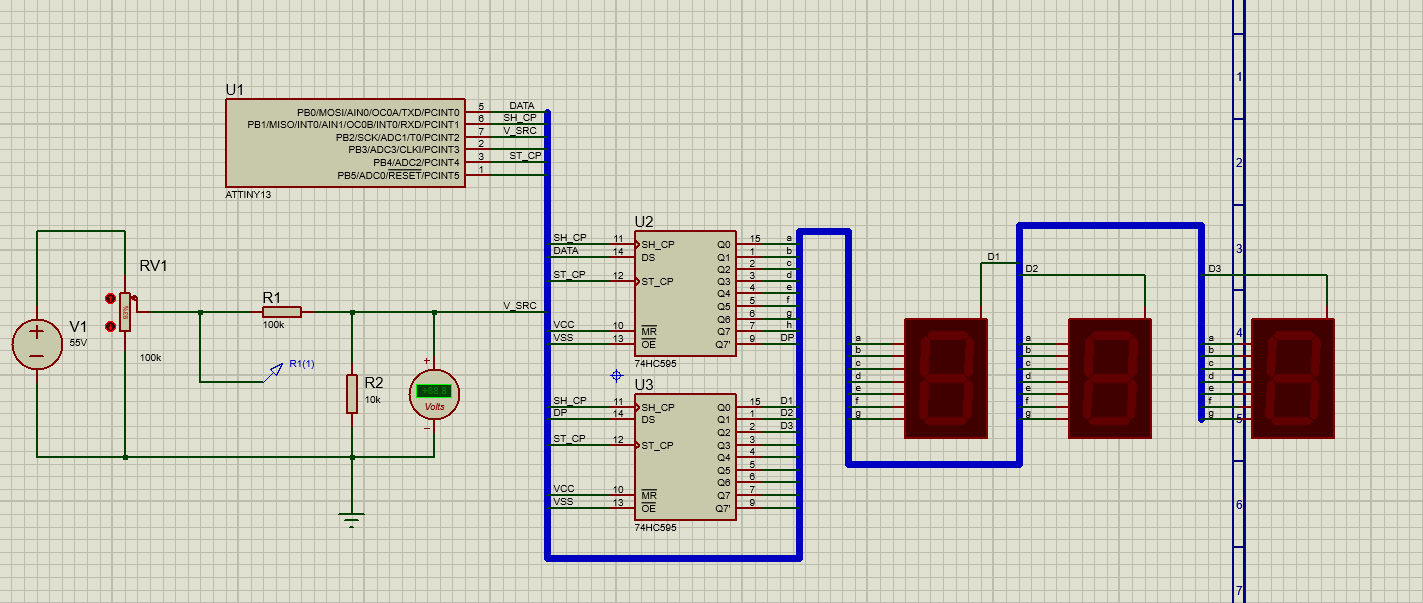 U1
PB0/MOSI/AIN0/OC0A/TXD/PCINT0 5 DATA
PB1/MISO/INT0/AIN1/OC0B/INT0/RXD/PCINT1 6 SH_CP
PB2/SCK/ADC1/T0/PCINT2 7 V_SRC
PB3/ADC3/CLKI/PCINT3 2
PB4/ADC2/PCINT4 3 ST_CP
PB5/ADC0/RESET/PCINT5 1
ATTINY13
RV1
100k
V1
55V
R1
100k
R1(1)
R2
10k
+
Volts
−
V_SRC
U2
SH_CP 11 SH_CP Q0 15 a
DATA 14 DS Q1 1 b
Q2 2 c
ST_CP 12 ST_CP Q3 3 d
Q4 4 e
Q5 5 f
Q6 6 g
VCC 10 MR Q7 7 h
VSS 13 OE Q7' 9 DP
74HC595
U3
SH_CP 11 SH_CP Q0 15 D1
DP 14 DS Q1 1 D2
Q2 2 D3
ST_CP 12 ST_CP Q3 3
Q4 4
Q5 5
Q6 6
VCC 10 MR Q7 7
VSS 13 OE Q7' 9
74HC595
D1
a
b
c
d
e
f
g
D2
a
b
c
d
e
f
g
D3
a
b
c
d
e
f
g
1
2
3
4
5
6
7